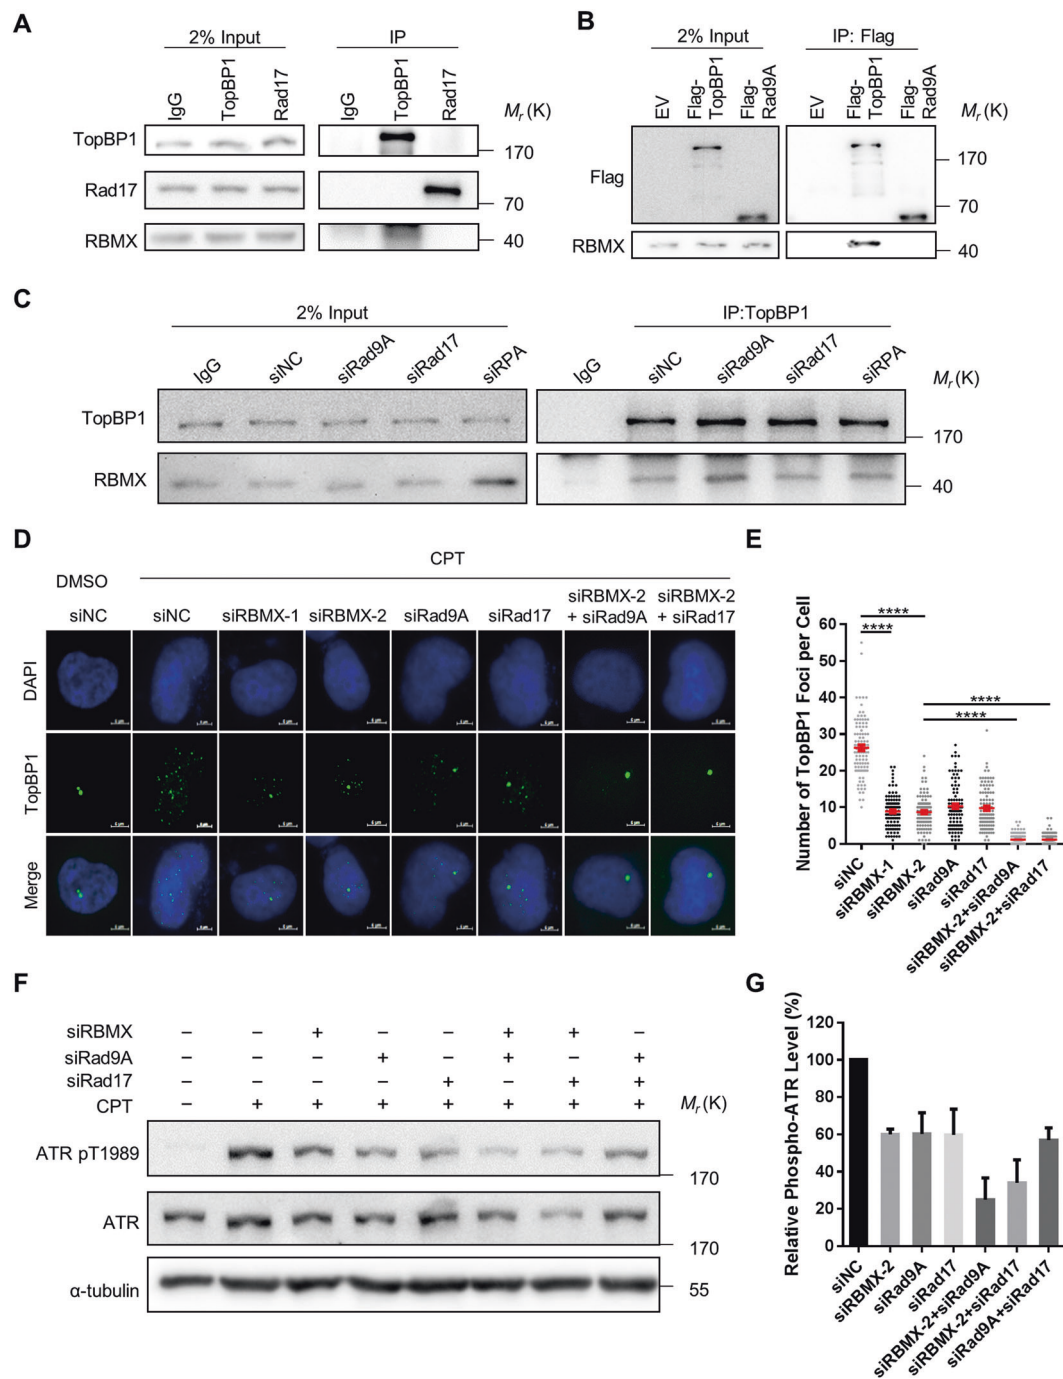 A
2% Input
IP
IgG
TopBP1
Rad17
IgG
TopBP1
Rad17
Mr (K)
TopBP1
170
Rad17
70
RBMX
40
B
2% Input
IP: Flag
EV
Flag-TopBP1
Flag-Rad9A
EV
Flag-TopBP1
Flag-Rad9A
Mr (K)
Flag
170
70
RBMX
40
C
2% Input
IP:TopBP1
IgG
siNC
siRad9A
siRad17
siRPA
IgG
siNC
siRad9A
siRad17
siRPA
Mr (K)
TopBP1
170
RBMX
40
D
CPT
DMSO
siNC
siNC
siRBMX-1
siRBMX-2
siRad9A
siRad17
siRBMX-2 + siRad9A
siRBMX-2 + siRad17
DAPI
TopBP1
Merge
E
Number of TopBP1 Foci per Cell
60
50
40
30
20
10
0
****
****
****
****
siNC
siRBMX-1
siRBMX-2
siRad9A
siRad17
siRBMX-2+siRad9A
siRBMX-2+siRad17
F
siRBMX – – + – – + + –
siRad9A – – – + – + – +
siRad17 – – – – + – + +
CPT – + + + + + + +
Mr (K)
ATR pT1989
170
ATR
170
α-tubulin
55
G
Relative Phospho-ATR Level (%)
120
100
80
60
40
20
0
siNC
siRBMX-2
siRad9A
siRad17
siRBMX-2+siRad9A
siRBMX-2+siRad17
siRad9A+siRad17